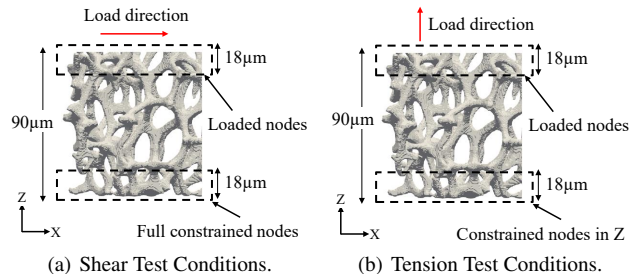 Load direction
18μm
Loaded nodes
90μm
18μm
Z
X
Full constrained nodes
(a) Shear Test Conditions.
Load direction
18μm
Loaded nodes
90μm
18μm
Z
X
Constrained nodes in Z
(b) Tension Test Conditions.